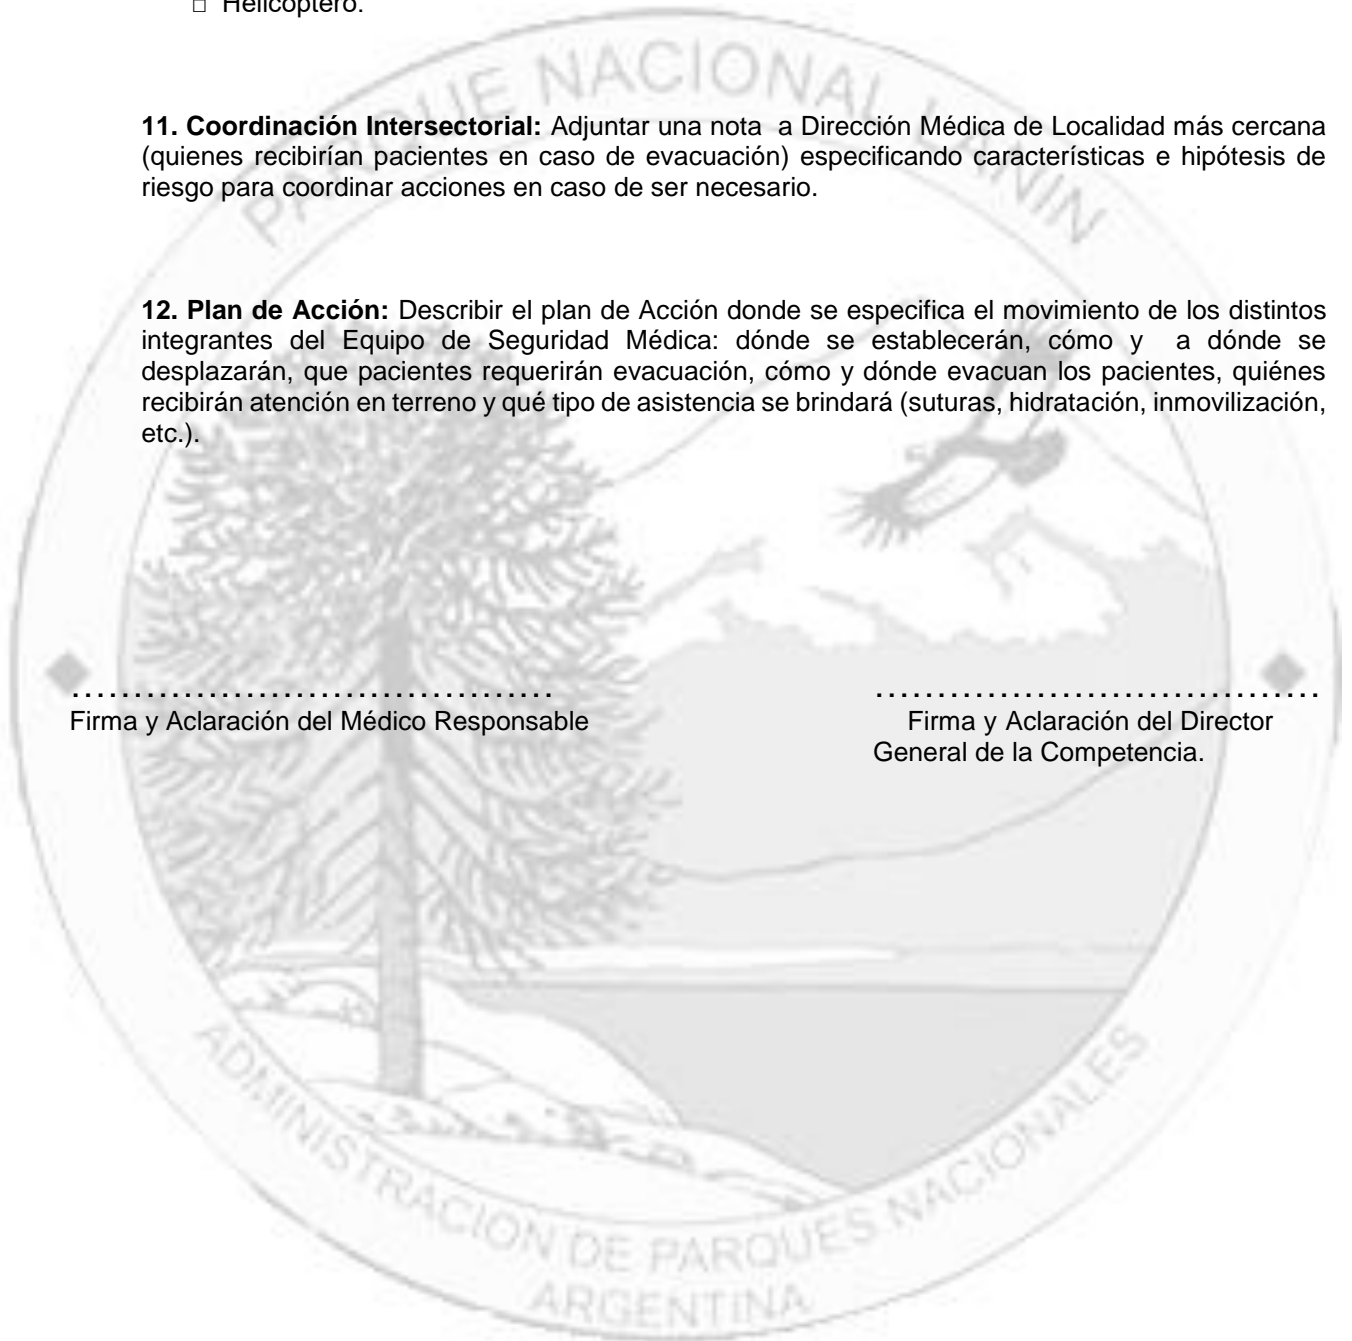 □ Helicóptero.
PARQUE NACIONAL LANIN
11. Coordinación Intersectorial: Adjuntar una nota a Dirección Médica de Localidad más cercana
(quienes recibirían pacientes en caso de evacuación) especificando características e hipótesis de
riesgo para coordinar acciones en caso de ser necesario.
12. Plan de Acción: Describir el plan de Acción donde se especifica el movimiento de los distintos
integrantes del Equipo de Seguridad Médica: dónde se establecerán, cómo y a dónde se
desplazarán, que pacientes requerirán evacuación, cómo y dónde evacuan los pacientes, quiénes
recibirán atención en terreno y qué tipo de asistencia se brindará (suturas, hidratación, inmovilización,
etc.).
Firma y Aclaración del Médico Responsable
Firma y Aclaración del Director
General de la Competencia.
ADMINISTRACION DE PARQUES NACIONALES
ARGENTINA